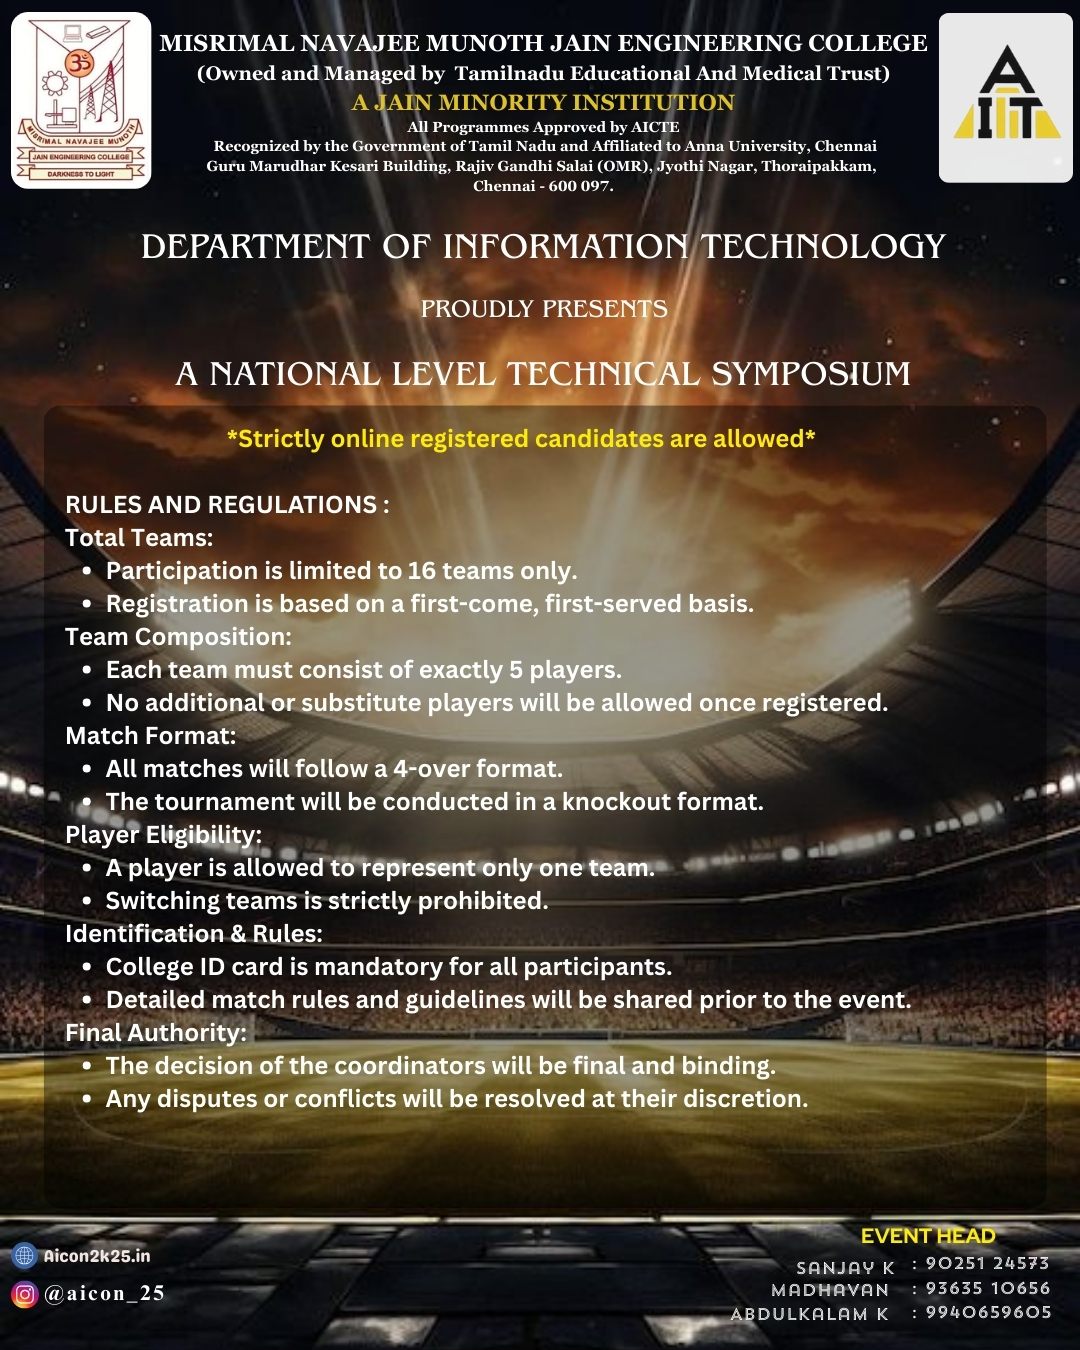 MISRIMAL NAVAJEE MUNOTH JAIN ENGINEERING COLLEGE
(Owned and Managed by Tamilnadu Educational And Medical Trust)
A JAIN MINORITY INSTITUTION
All Programmes Approved by AICTE
Recognized by the Government of Tamil Nadu and Affiliated to Anna University, Chennai
Guru Marudhar Kesari Building, Rajiv Gandhi Salai (OMR), Jyothi Nagar, Thoraipakkam,
Chennai - 600 097.
ॐ
MISRIMAL NAVAJEE MUNOTH
JAIN ENGINEERING COLLEGE
DARKNESS TO LIGHT
AIIT
DEPARTMENT OF INFORMATION TECHNOLOGY
PROUDLY PRESENTS
A NATIONAL LEVEL TECHNICAL SYMPOSIUM
*Strictly online registered candidates are allowed*
RULES AND REGULATIONS :
Total Teams:
• Participation is limited to 16 teams only.
• Registration is based on a first-come, first-served basis.
Team Composition:
• Each team must consist of exactly 5 players.
• No additional or substitute players will be allowed once registered.
Match Format:
• All matches will follow a 4-over format.
• The tournament will be conducted in a knockout format.
Player Eligibility:
• A player is allowed to represent only one team.
• Switching teams is strictly prohibited.
Identification & Rules:
• College ID card is mandatory for all participants.
• Detailed match rules and guidelines will be shared prior to the event.
Final Authority:
• The decision of the coordinators will be final and binding.
• Any disputes or conflicts will be resolved at their discretion.
Aicon2k25.in
@aicon_25
EVENT HEAD
SANJAY K : 90251 24573
MADHAVAN : 93635 10656
ABDULKALAM K : 9940659605